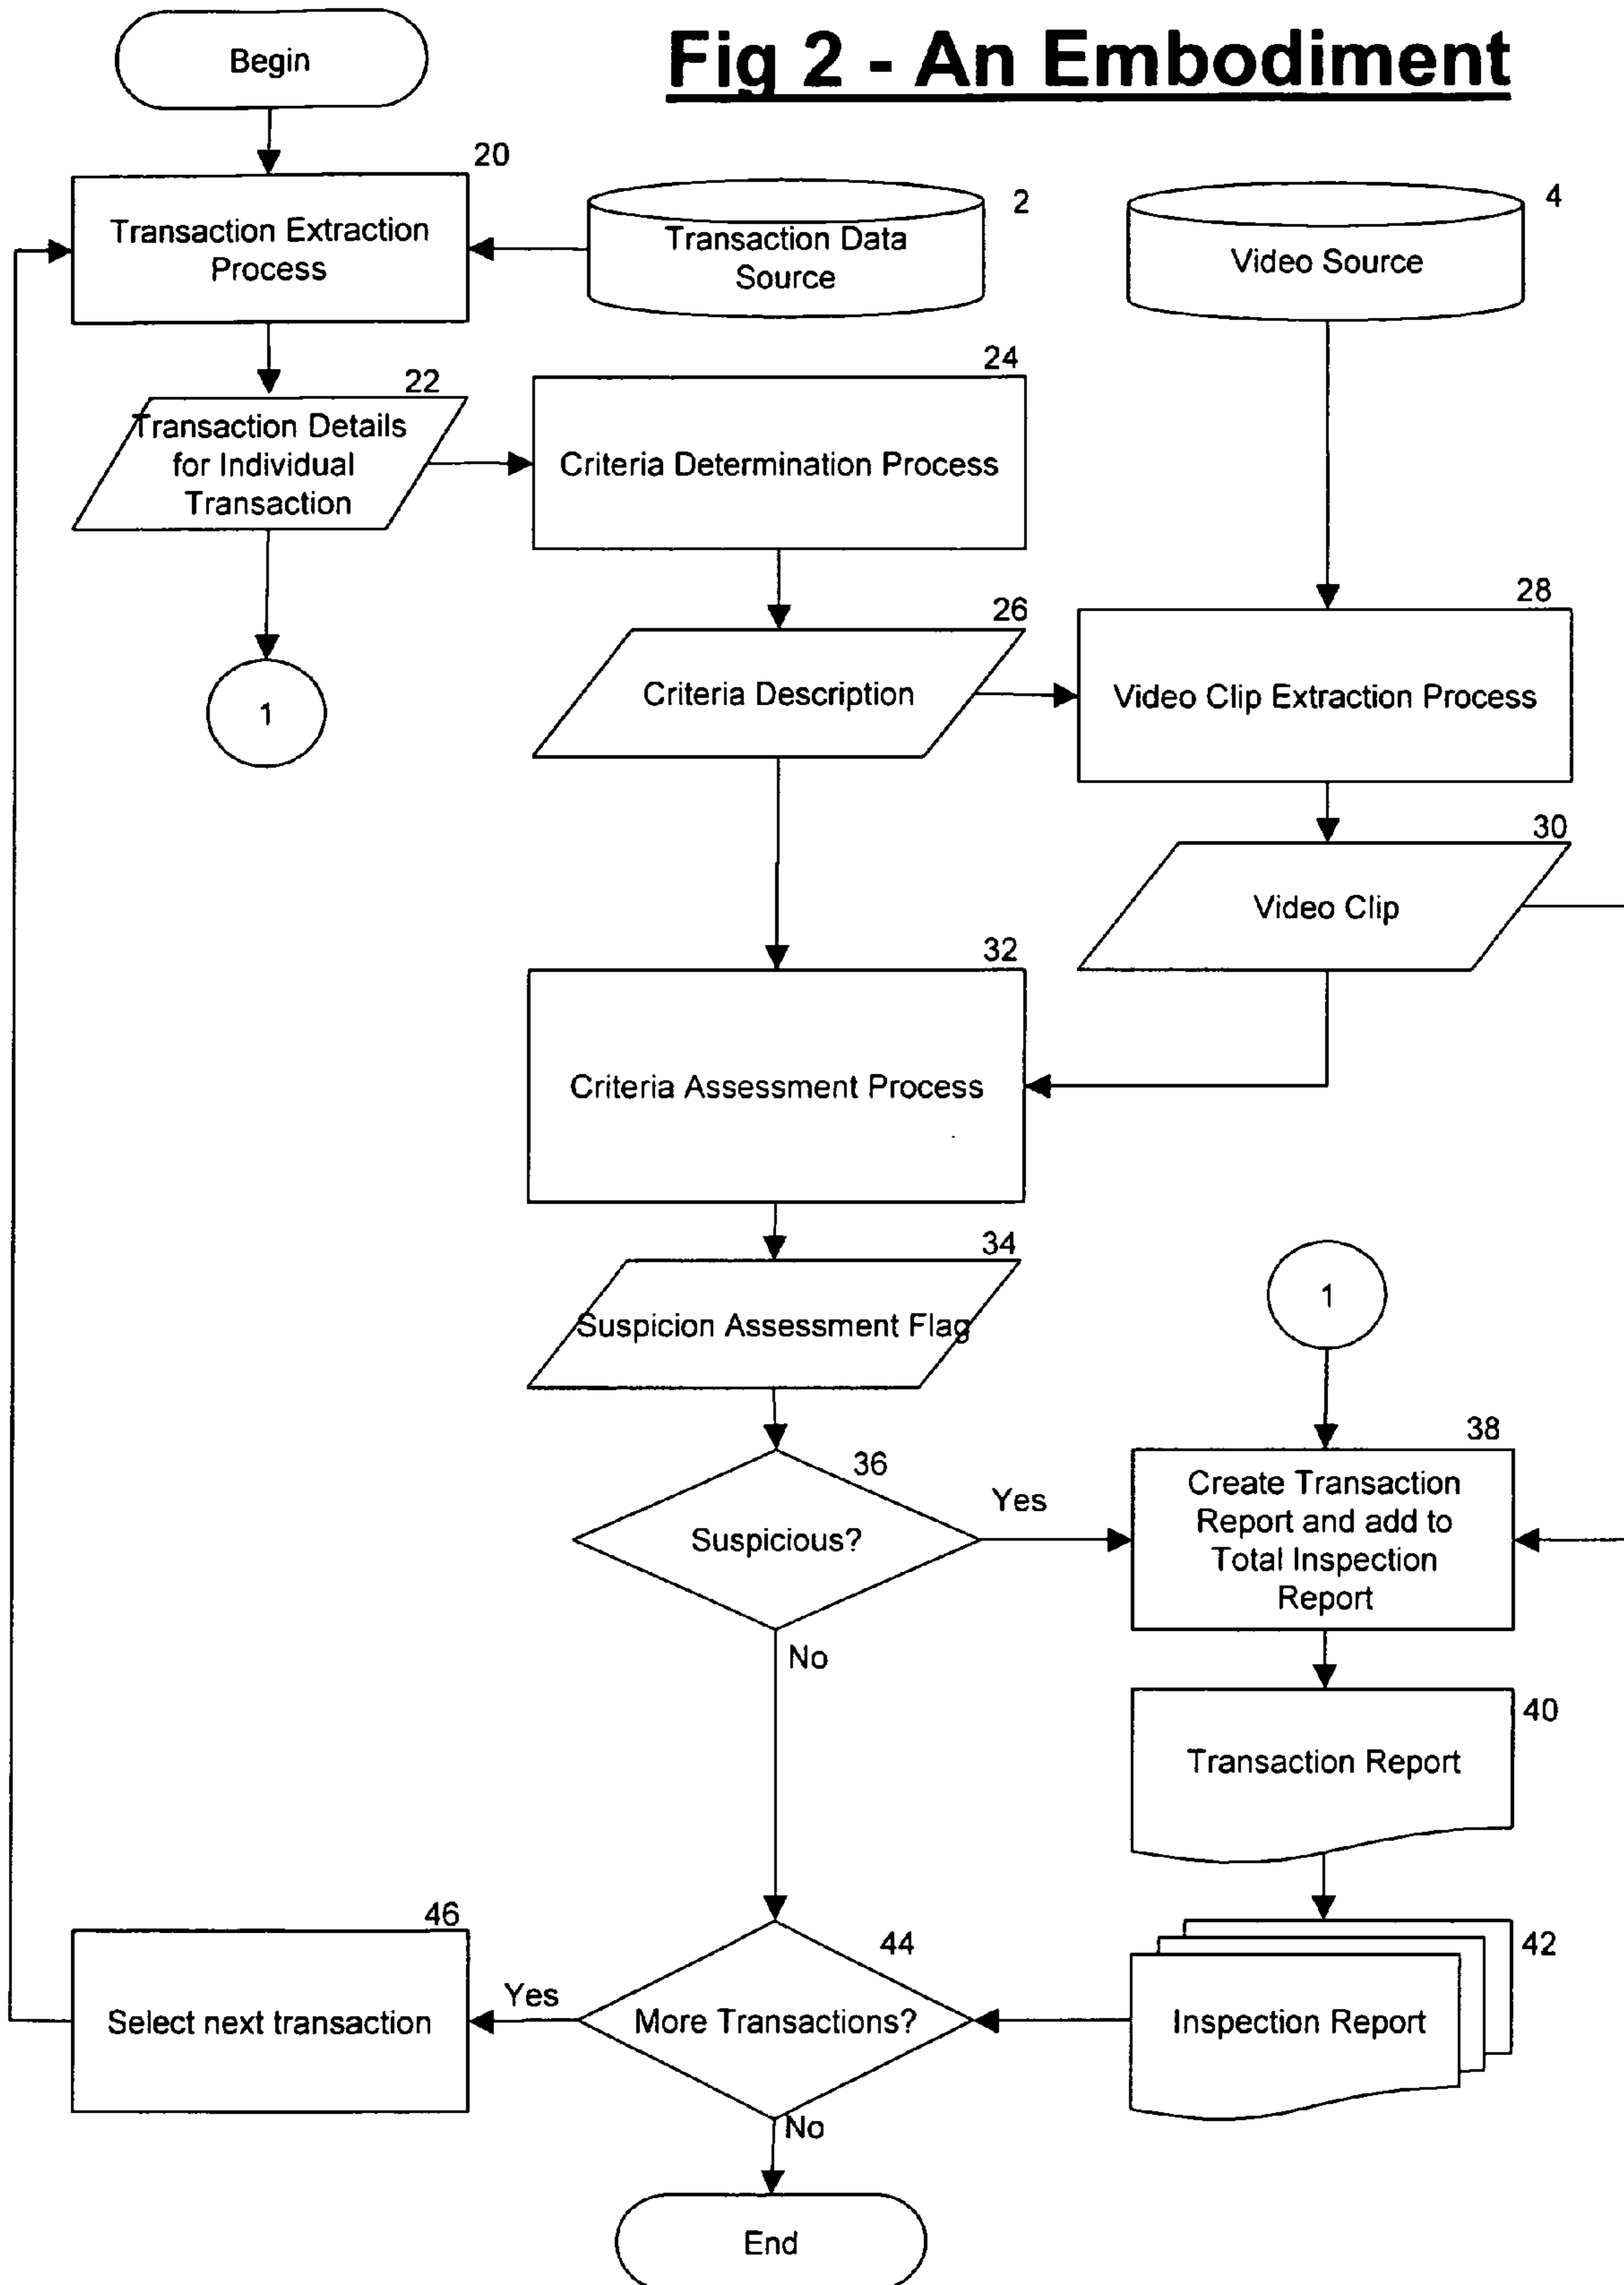 Fig 2 - An Embodiment
Begin
20
Transaction Extraction
Process
2
Transaction Data
Source
4
Video Source
22
Transaction Details
for Individual
Transaction
24
Criteria Determination Process
1
26
Criteria Description
28
Video Clip Extraction Process
30
Video Clip
32
Criteria Assessment Process
34
Suspicion Assessment Flag
1
36
Suspicious?
Yes
No
38
Create Transaction
Report and add to
Total Inspection
Report
40
Transaction Report
42
Inspection Report
44
More Transactions?
Yes
No
46
Select next transaction
End